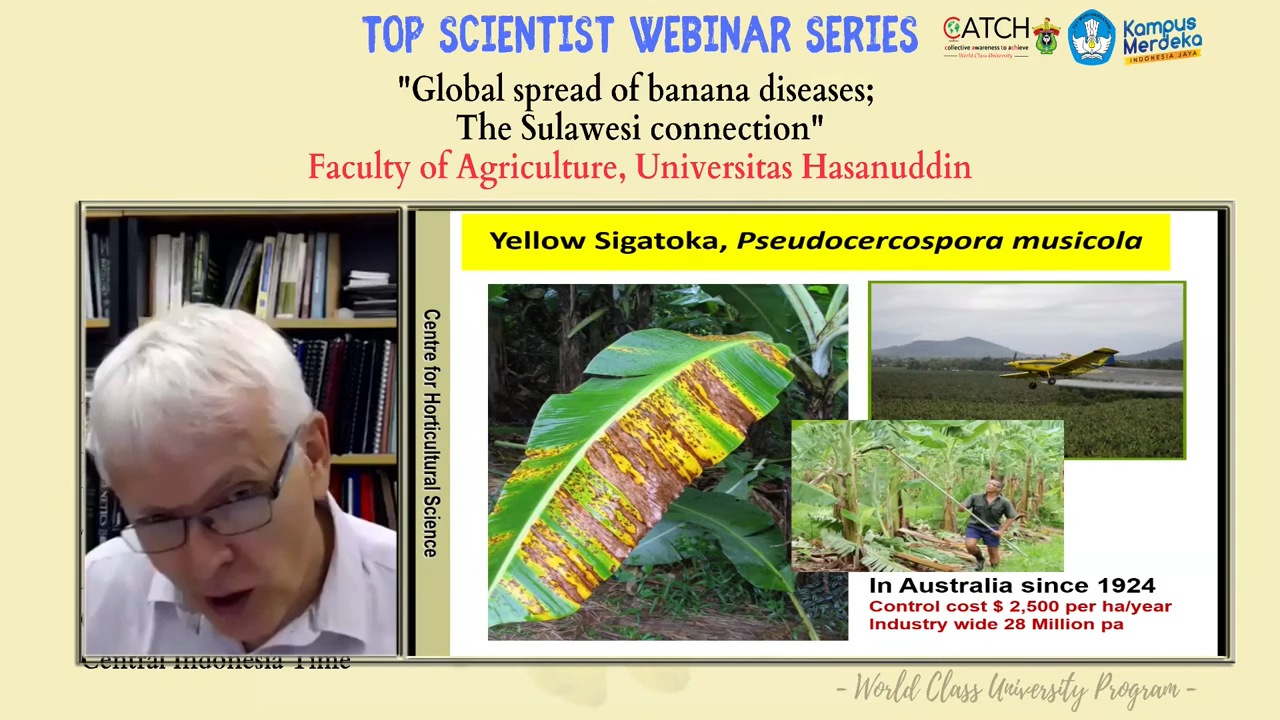 TOP SCIENTIST WEBINAR SERIES
CATCH
collective awareness to achieve
World Class University
Kampus
Merdeka
INDONESIA JAYA
"Global spread of banana diseases;
The Sulawesi connection"
Faculty of Agriculture, Universitas Hasanuddin
Centre for Horticultural Science
Yellow Sigatoka, Pseudocercospora musicola
In Australia since 1924
Control cost $ 2,500 per ha/year
Industry wide 28 Million pa
Central Indonesia Time
- World Class University Program -